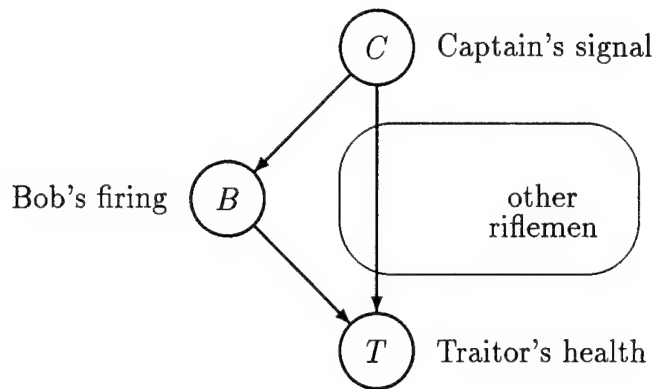 C Captain's signal
Bob's firing B
other
riflemen
T Traitor's health